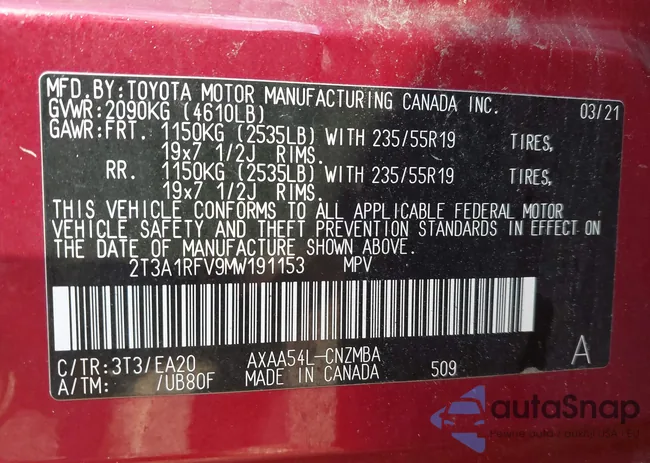 MFD.BY:TOYOTA MOTOR MANUFACTURING CANADA INC.
GVWR:2090KG (4610LB) 03/21
GAWR:FRT. 1150KG (2535LB) WITH 235/55R19 TIRES,
19x7 1/2J RIMS.
RR. 1150KG (2535LB) WITH 235/55R19 TIRES,
19x7 1/2J RIMS.
THIS VEHICLE CONFORMS TO ALL APPLICABLE FEDERAL MOTOR
VEHICLE SAFETY AND THEFT PREVENTION STANDARDS IN EFFECT ON
THE DATE OF MANUFACTURE SHOWN ABOVE.
2T3A1RFV9MW191153 MPV
C/TR:3T3/EA20 AXAA54L-CNZMBA A
A/TM: /UB80F MADE IN CANADA 509
autoSnap